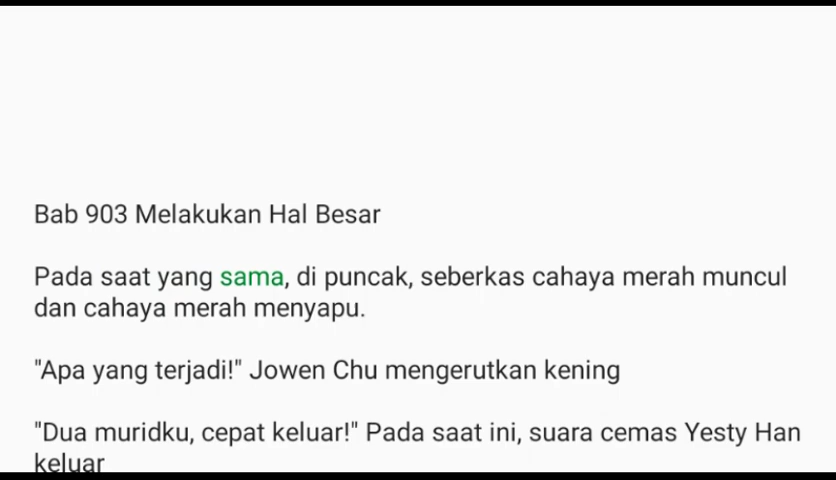 Bab 903 Melakukan Hal Besar
Pada saat yang sama, di puncak, seberkas cahaya merah muncul
dan cahaya merah menyapu.
"Apa yang terjadi!" Jowen Chu mengerutkan kening
"Dua muridku, cepat keluar!" Pada saat ini, suara cemas Yesty Han
keluar